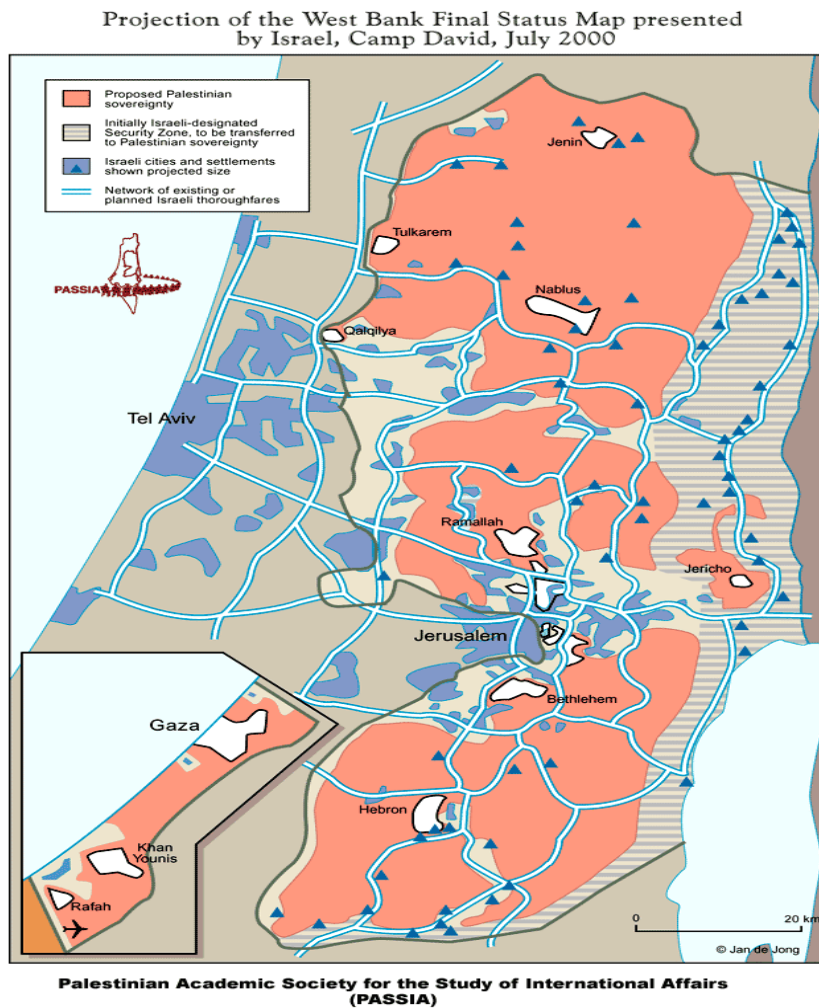 Projection of the West Bank Final Status Map presented
by Israel, Camp David, July 2000
Proposed Palestinian
sovereignty
Initially Israeli-designated
Security Zone, to be transferred
to Palestinian sovereignty
Israeli cities and settlements
shown projected size
Network of existing or
planned Israeli thoroughfares
Jenin
Tulkarem
PASSIA
Nablus
Qalqilya
Tel Aviv
Ramallah
Jericho
Jerusalem
Bethlehem
Gaza
Hebron
Khan
Younis
Rafah
0 20 km
© Jan de Jong
Palestinian Academic Society for the Study of International Affairs
(PASSIA)